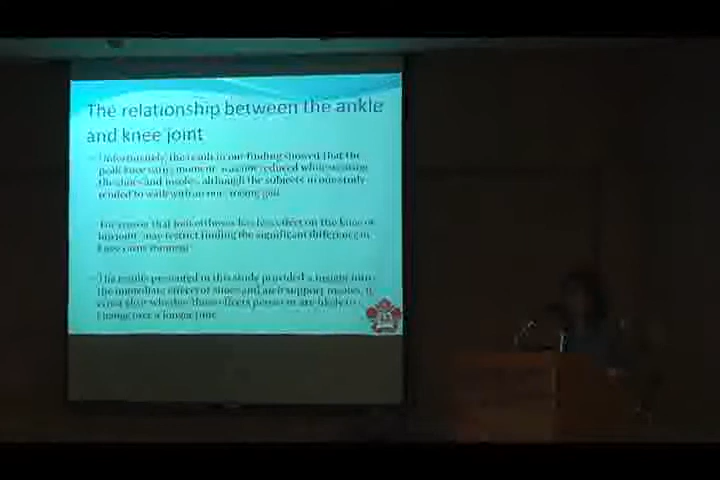 The relationship between the ankle
and knee joint
Unfortunately, the result in our finding showed that the
peak knee varus moment was not reduced while wearing
the shoes and insoles, although the subjects in our study
tended to walk with an out-toeing gait.
The reason that foot orthoses has less effect on the knee or
hip joint may restrict finding the significant difference in
knee varus moment.
The results presented in this study provided a insight into
the immediate effect of shoes and arch support insoles, it
is not clear whether these effects persist or are likely to
change over a longer time.